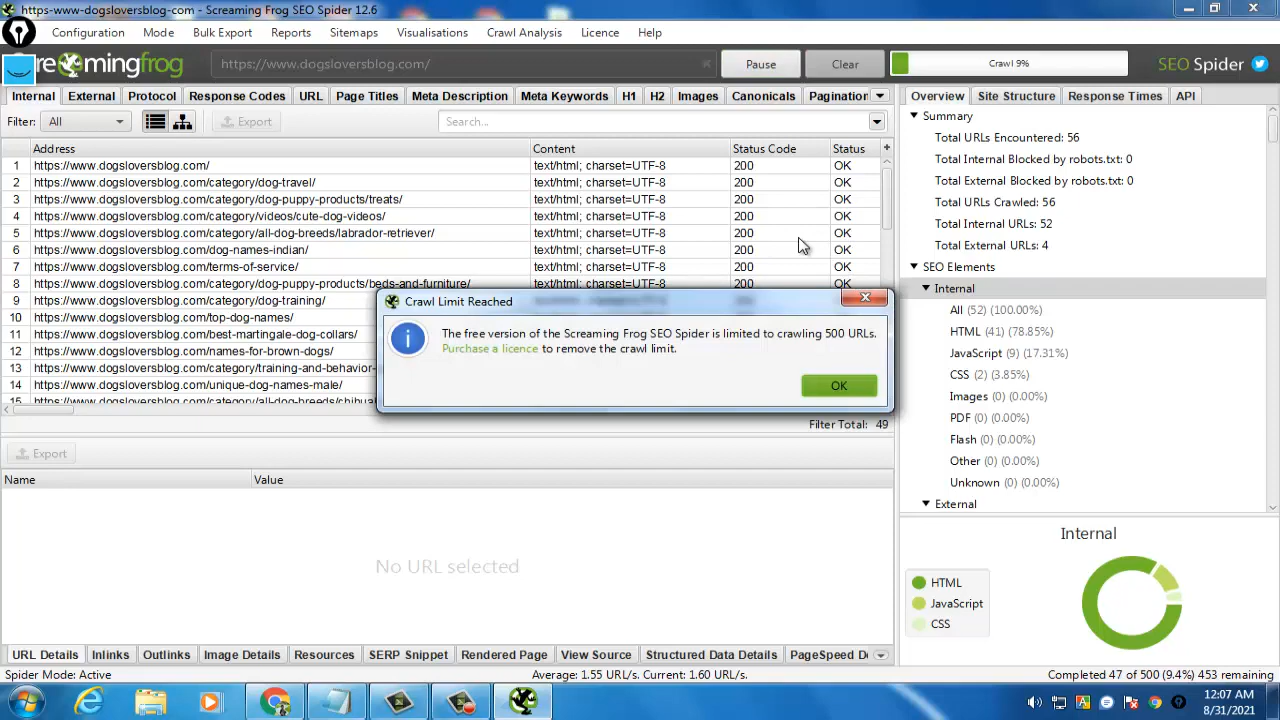 https-www-dogsloversblog-com - Screaming Frog SEO Spider 12.6
Configuration Mode Bulk Export Reports Sitemaps Visualisations Crawl Analysis Licence Help
https://www.dogsloversblog.com/ Pause Clear Crawl 9% SEO Spider
Internal External Protocol Response Codes URL Page Titles Meta Description Meta Keywords H1 H2 Images Canonicals Pagination
Filter: All Export Search...
Address Content Status Code Status
1 https://www.dogsloversblog.com/ text/html; charset=UTF-8 200 OK
2 https://www.dogsloversblog.com/category/dog-travel/ text/html; charset=UTF-8 200 OK
3 https://www.dogsloversblog.com/category/dog-puppy-products/treats/ text/html; charset=UTF-8 200 OK
4 https://www.dogsloversblog.com/category/videos/cute-dog-videos/ text/html; charset=UTF-8 200 OK
5 https://www.dogsloversblog.com/category/all-dog-breeds/labrador-retriever/ text/html; charset=UTF-8 200 OK
6 https://www.dogsloversblog.com/dog-names-indian/ text/html; charset=UTF-8 200 OK
7 https://www.dogsloversblog.com/terms-of-service/ text/html; charset=UTF-8 200 OK
8 https://www.dogsloversblog.com/category/dog-puppy-products/beds-and-furniture/ text/html; charset=UTF-8 200 OK
9 https://www.dogsloversblog.com/category/dog-training/
10 https://www.dogsloversblog.com/top-dog-names/
11 https://www.dogsloversblog.com/best-martingale-dog-collars/
12 https://www.dogsloversblog.com/names-for-brown-dogs/
13 https://www.dogsloversblog.com/category/training-and-behavior-
14 https://www.dogsloversblog.com/unique-dog-names-male/
15 https://www.dogsloversblog.com/category/all-dog-breeds/chihua
Crawl Limit Reached
The free version of the Screaming Frog SEO Spider is limited to crawling 500 URLs.
Purchase a licence to remove the crawl limit.
OK
Filter Total: 49
Export
Name Value
No URL selected
URL Details Inlinks Outlinks Image Details Resources SERP Snippet Rendered Page View Source Structured Data Details PageSpeed De
Overview Site Structure Response Times API
Summary
Total URLs Encountered: 56
Total Internal Blocked by robots.txt: 0
Total External Blocked by robots.txt: 0
Total URLs Crawled: 56
Total Internal URLs: 52
Total External URLs: 4
SEO Elements
Internal
All (52) (100.00%)
HTML (41) (78.85%)
JavaScript (9) (17.31%)
CSS (2) (3.85%)
Images (0) (0.00%)
PDF (0) (0.00%)
Flash (0) (0.00%)
Other (0) (0.00%)
Unknown (0) (0.00%)
External
Internal
HTML
JavaScript
CSS
Spider Mode: Active Average: 1.55 URL/s. Current: 1.60 URL/s. Completed 47 of 500 (9.4%) 453 remaining
12:07 AM
8/31/2021